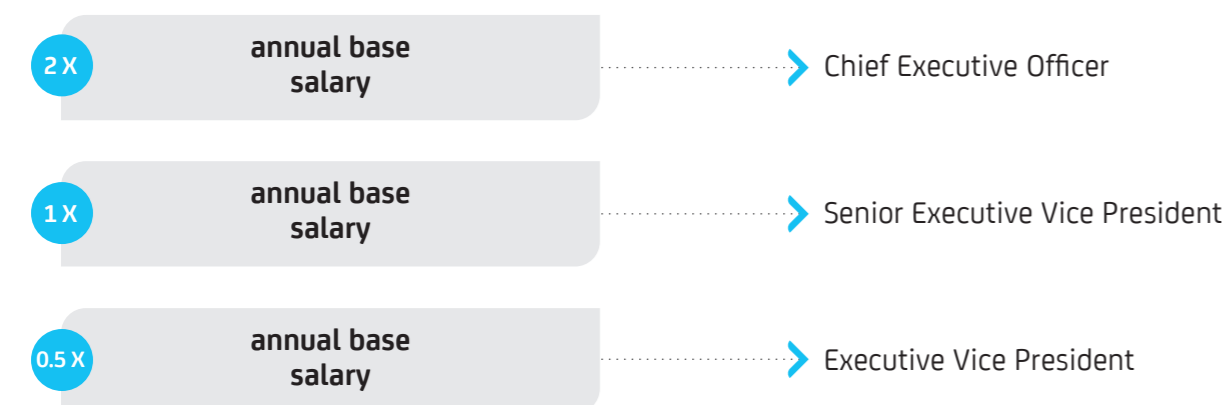 2 X
annual base
salary
Chief Executive Officer
1 X
annual base
salary
Senior Executive Vice President
0.5 X
annual base
salary
Executive Vice President